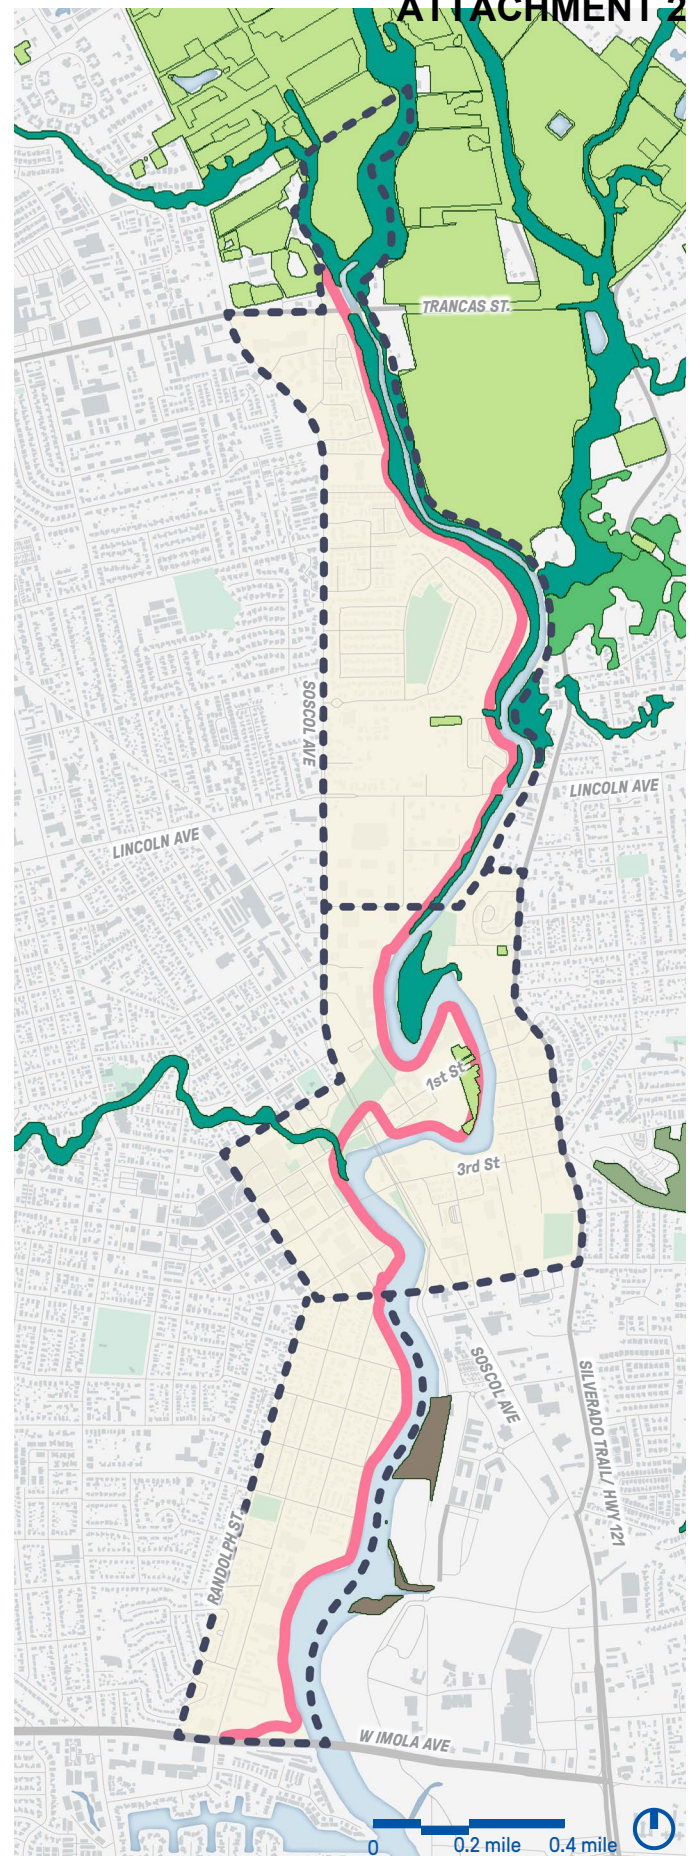 ATTACHMENT 2
TRANCAS ST.
SOSCOL AVE
LINCOLN AVE
LINCOLN AVE
1st St
3rd St
SOSCOL AVE
SILVERADO TRAIL/ HWY 121
RANDOLPH ST.
W IMOLA AVE
0 0.2 mile 0.4 mile